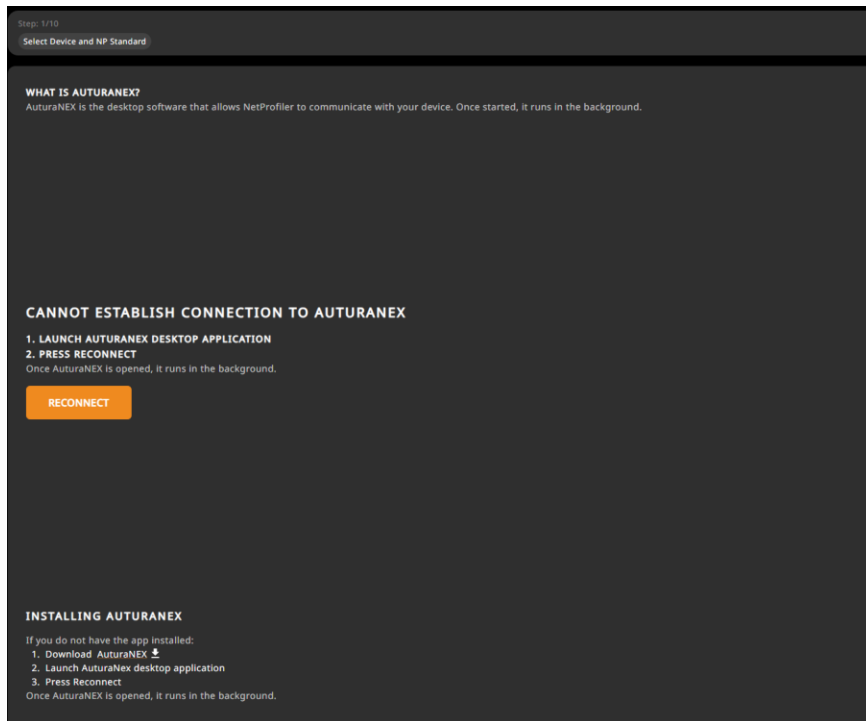 Step: 1/10
Select Device and NP Standard
WHAT IS AUTURANEX?
AuturaNEX is the desktop software that allows NetProfiler to communicate with your device. Once started, it runs in the background.
CANNOT ESTABLISH CONNECTION TO AUTURANEX
1. LAUNCH AUTURANEX DESKTOP APPLICATION
2. PRESS RECONNECT
Once AuturaNEX is opened, it runs in the background.
RECONNECT
INSTALLING AUTURANEX
If you do not have the app installed:
1. Download AuturaNEX
2. Launch AuturaNex desktop application
3. Press Reconnect
Once AuturaNEX is opened, it runs in the background.